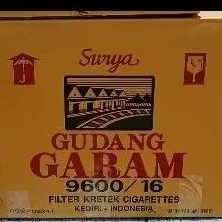 Surya
GUDANG
GARAM
9600/16
FILTER KRETEK CIGARETTES
KEDIRI - INDONESIA